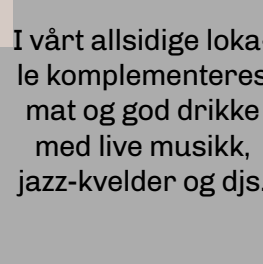 I vårt allsidige loka-
le komplementeres
mat og god drikke
med live musikk,
jazz-kvelder og djs.